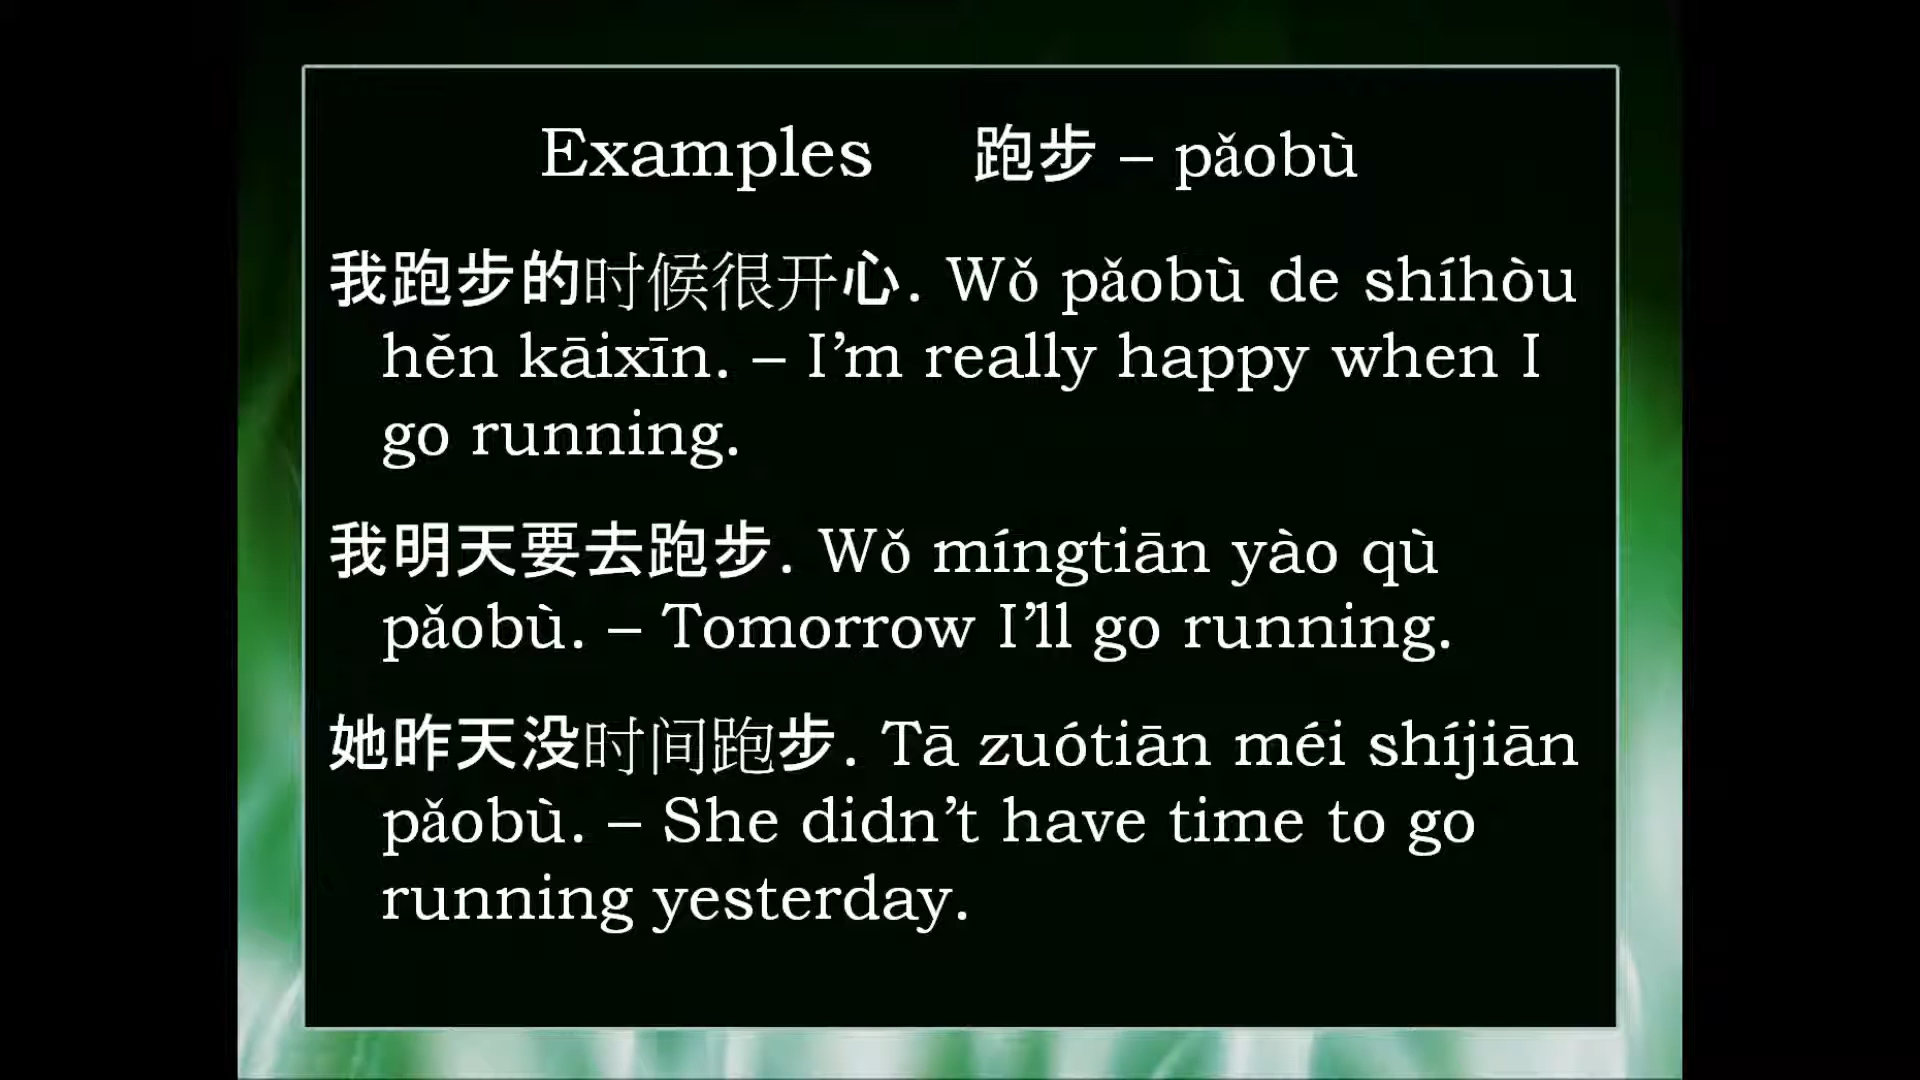 Examples 跑步 – pǎobù
我跑步的时候很开心. Wǒ pǎobù de shíhòu
hěn kāixīn. – I’m really happy when I
go running.
我明天要去跑步. Wǒ míngtiān yào qù
pǎobù. – Tomorrow I’ll go running.
她昨天没时间跑步. Tā zuótiān méi shíjiān
pǎobù. – She didn’t have time to go
running yesterday.